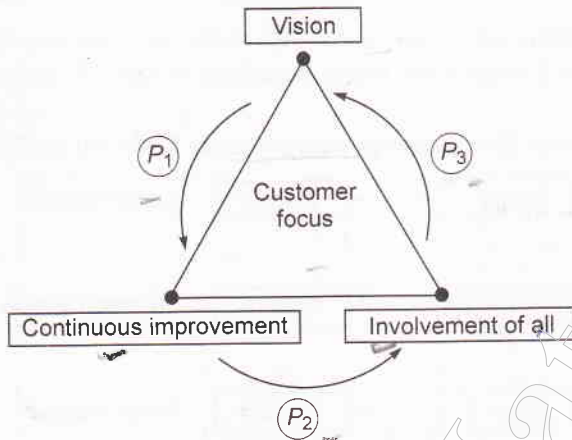 Vision
P1
P3
Customer
focus
Continuous improvement
Involvement of all
P2